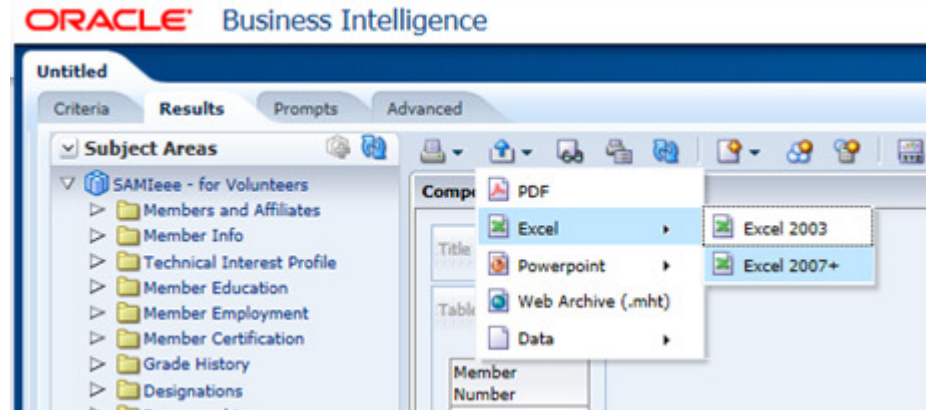 ORACLE® Business Intelligence
Untitled
Criteria Results Prompts Advanced
Subject Areas
SAMIeee - for Volunteers
Members and Affiliates
Member Info
Technical Interest Profile
Member Education
Member Employment
Member Certification
Grade History
Designations
PDF
Excel
Powerpoint
Web Archive (.mht)
Data
Excel 2003
Excel 2007+
Title
Table
Member
Number